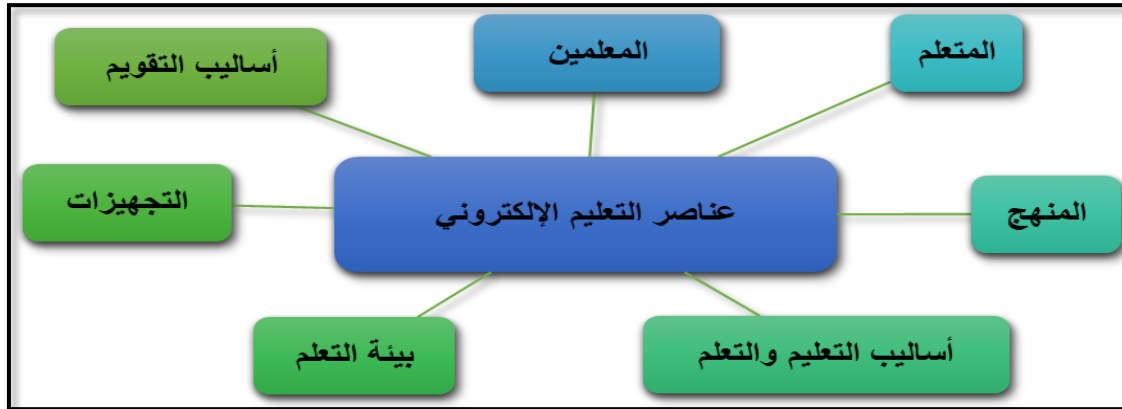 المتعلم
المعلمين
أساليب التقويم
المنهج
عناصر التعليم الإلكتروني
التجهيزات
أساليب التعليم والتعلم
بيئة التعلم